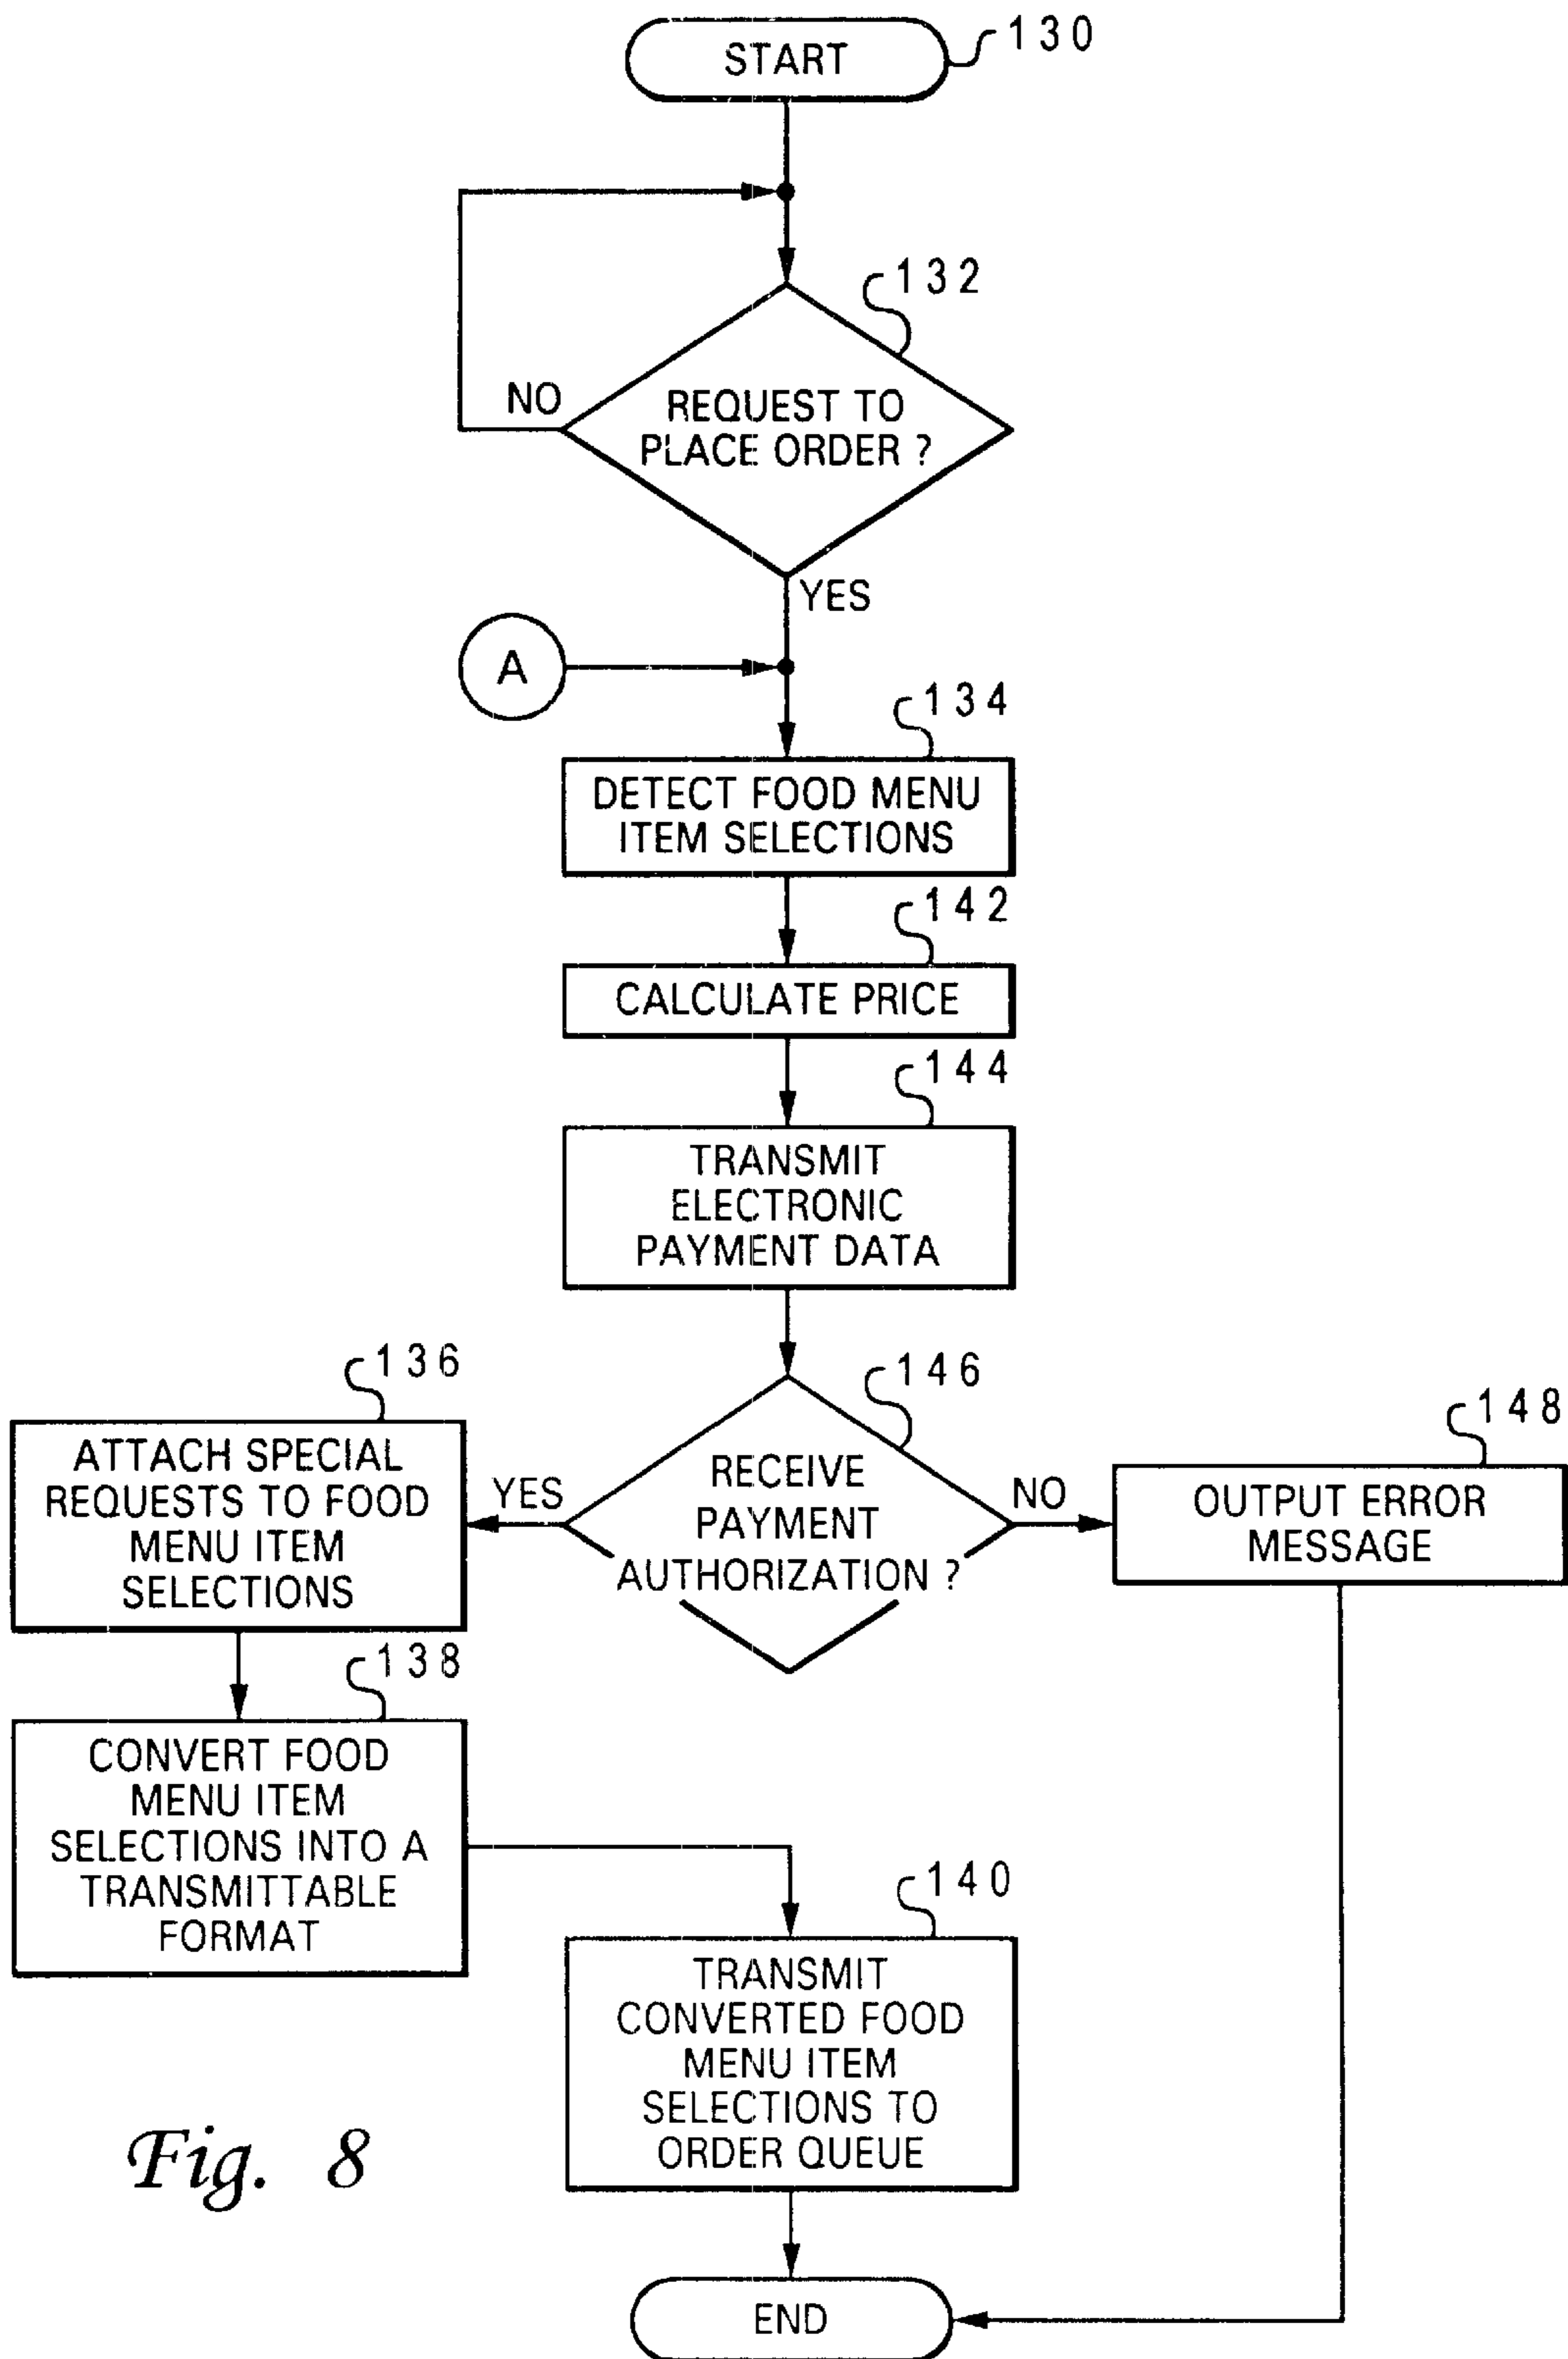 START
130
132
NO
REQUEST TO
PLACE ORDER ?
YES
A
134
DETECT FOOD MENU
ITEM SELECTIONS
142
CALCULATE PRICE
144
TRANSMIT
ELECTRONIC
PAYMENT DATA
136
ATTACH SPECIAL
REQUESTS TO FOOD
MENU ITEM
SELECTIONS
YES
146
RECEIVE
PAYMENT
AUTHORIZATION ?
NO
148
OUTPUT ERROR
MESSAGE
138
CONVERT FOOD
MENU ITEM
SELECTIONS INTO A
TRANSMITTABLE
FORMAT
140
TRANSMIT
CONVERTED FOOD
MENU ITEM
SELECTIONS TO
ORDER QUEUE
END
Fig. 8